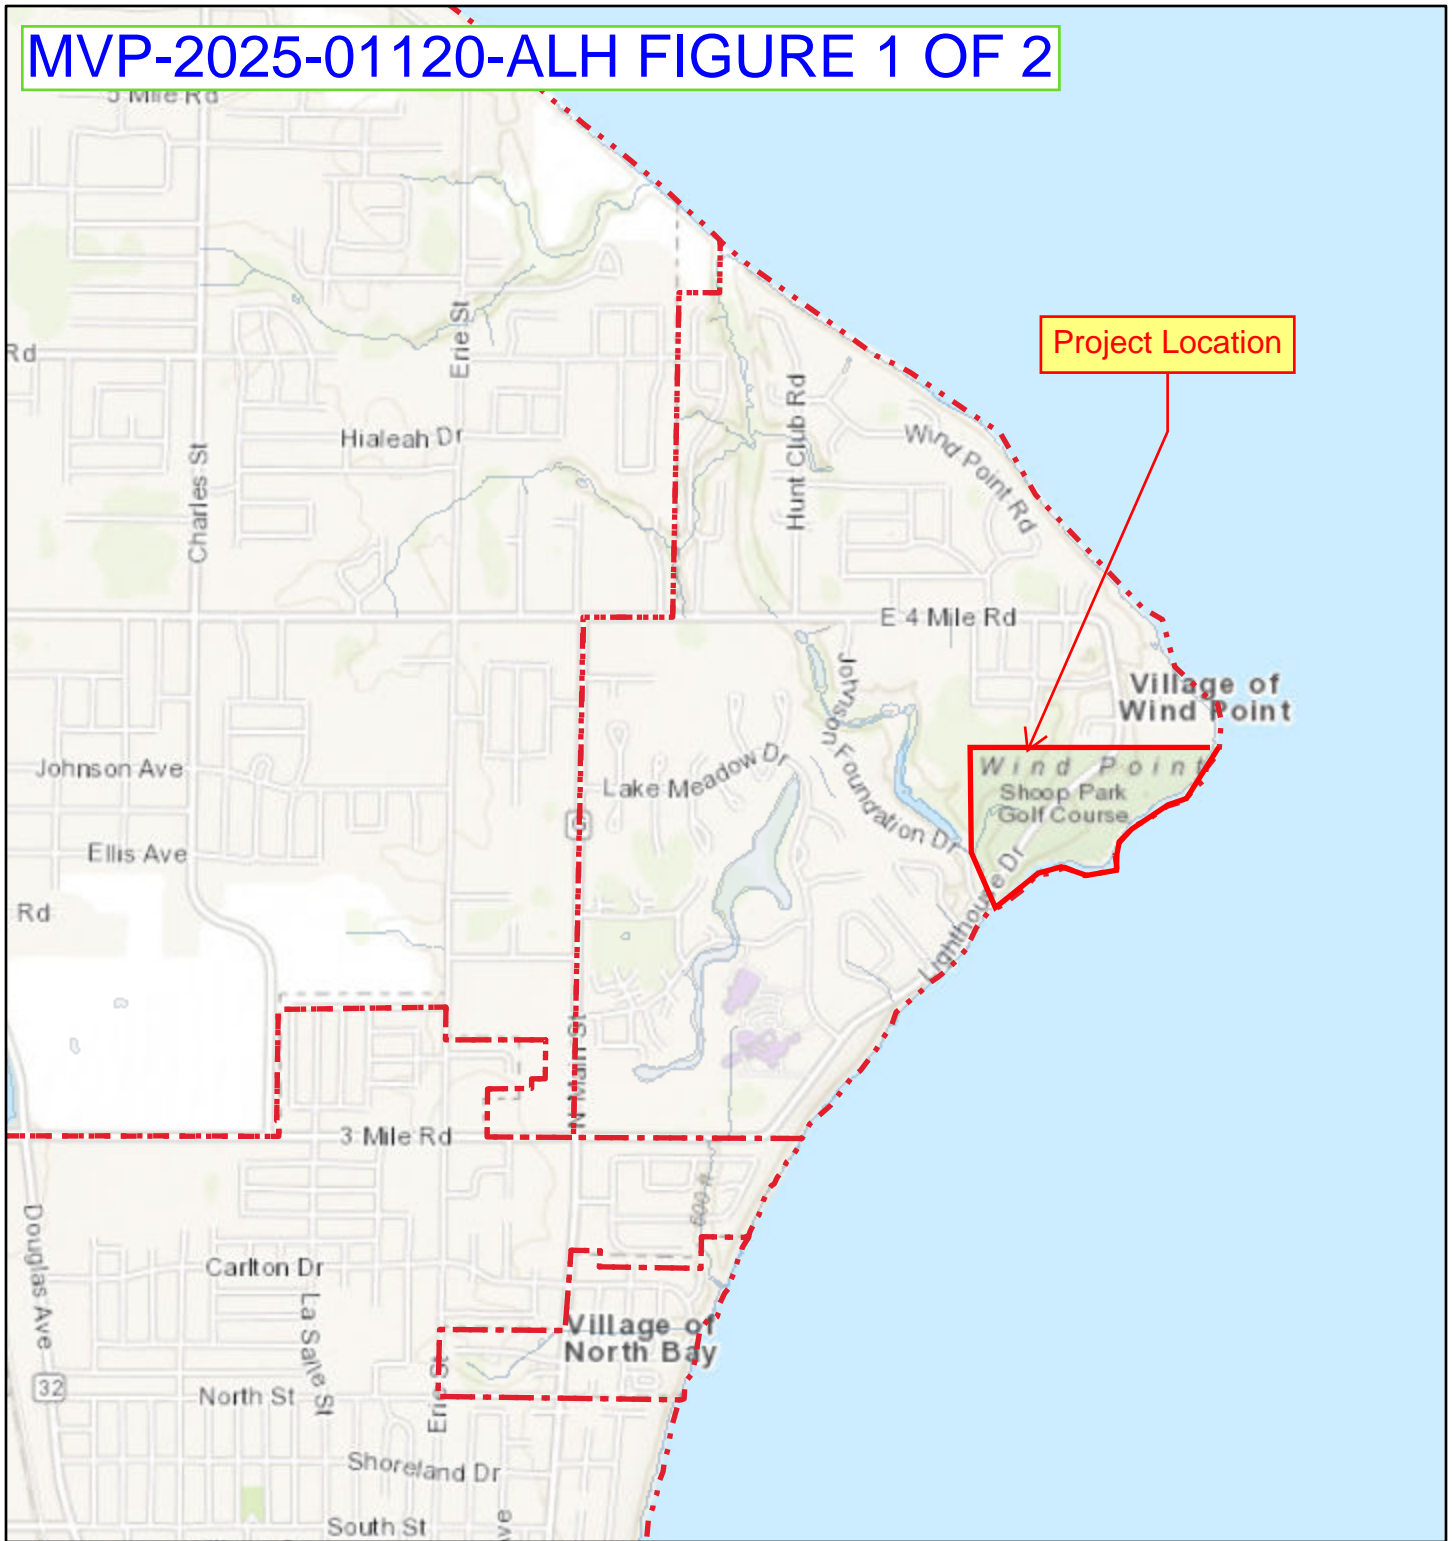 MVP-2025-01120-ALH FIGURE 1 OF 2
5 Mile Rd
Project Location
Erie St
Rd
Hialeah Dr
Charles St
Hunt Club Rd
Wind Point Rd
E 4 Mile Rd
Village of
Wind Point
Johnson Foundation Dr
Johnson Ave
Lake Meadow Dr
Wind Point
Shoop Park
Golf Course
Ellis Ave
Lighthouse Dr
Rd
N Main St
3 Mile Rd
600 ft
Douglas Ave
Carlton Dr
La Salle St
Village of
North Bay
32
North St
Erie St
Shoreland Dr
South St
ve